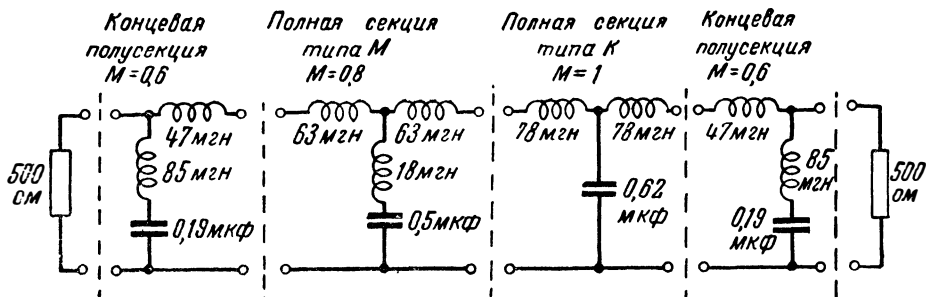 Концевая
полусекция
М=0,6
Полная секция
типа М
М=0,8
Полная секция
типа К
М=1
Концевая
полусекция
М=0,6
500
ом
47мгн
85мгн
0,19мкф
63мгн
63мгн
18мгн
0,5мкф
78мгн
78мгн
0,62
мкф
47мгн
85
мгн
0,19
мкф
500
ом